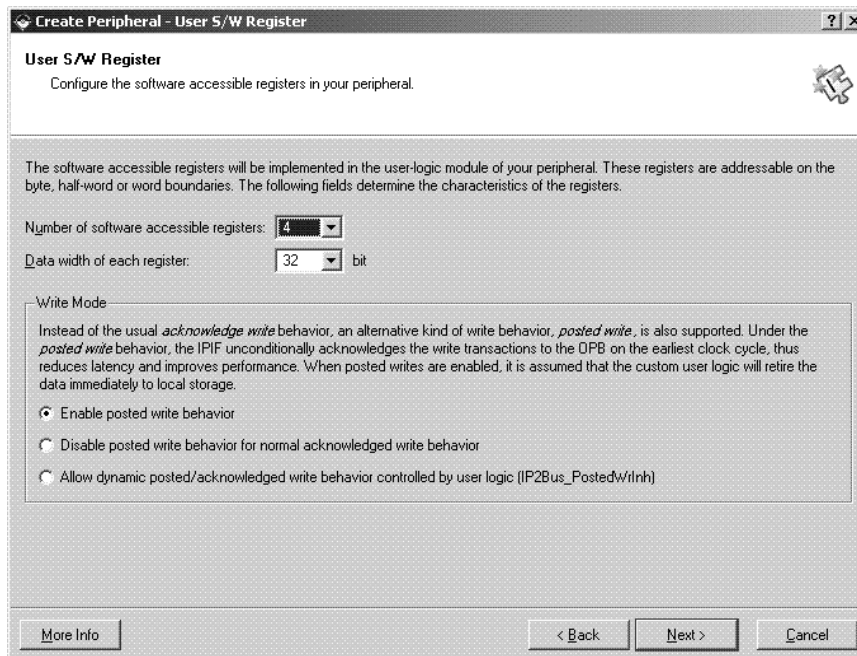 Create Peripheral - User S/W Register
User S/W Register
Configure the software accessible registers in your peripheral.
The software accessible registers will be implemented in the user-logic module of your peripheral. These registers are addressable on the
byte, half-word or word boundaries. The following fields determine the characteristics of the registers.
Number of software accessible registers: 4
Data width of each register: 32 bit
Write Mode
Instead of the usual acknowledge write behavior, an alternative kind of write behavior, posted write, is also supported. Under the
posted write behavior, the IPIF unconditionally acknowledges the write transactions to the OPB on the earliest clock cycle, thus
reduces latency and improves performance. When posted writes are enabled, it is assumed that the custom user logic will retire the
data immediately to local storage.
Enable posted write behavior
Disable posted write behavior for normal acknowledged write behavior
Allow dynamic posted/acknowledged write behavior controlled by user logic (IP2Bus_PostedWrInh)
More Info < Back Next > Cancel